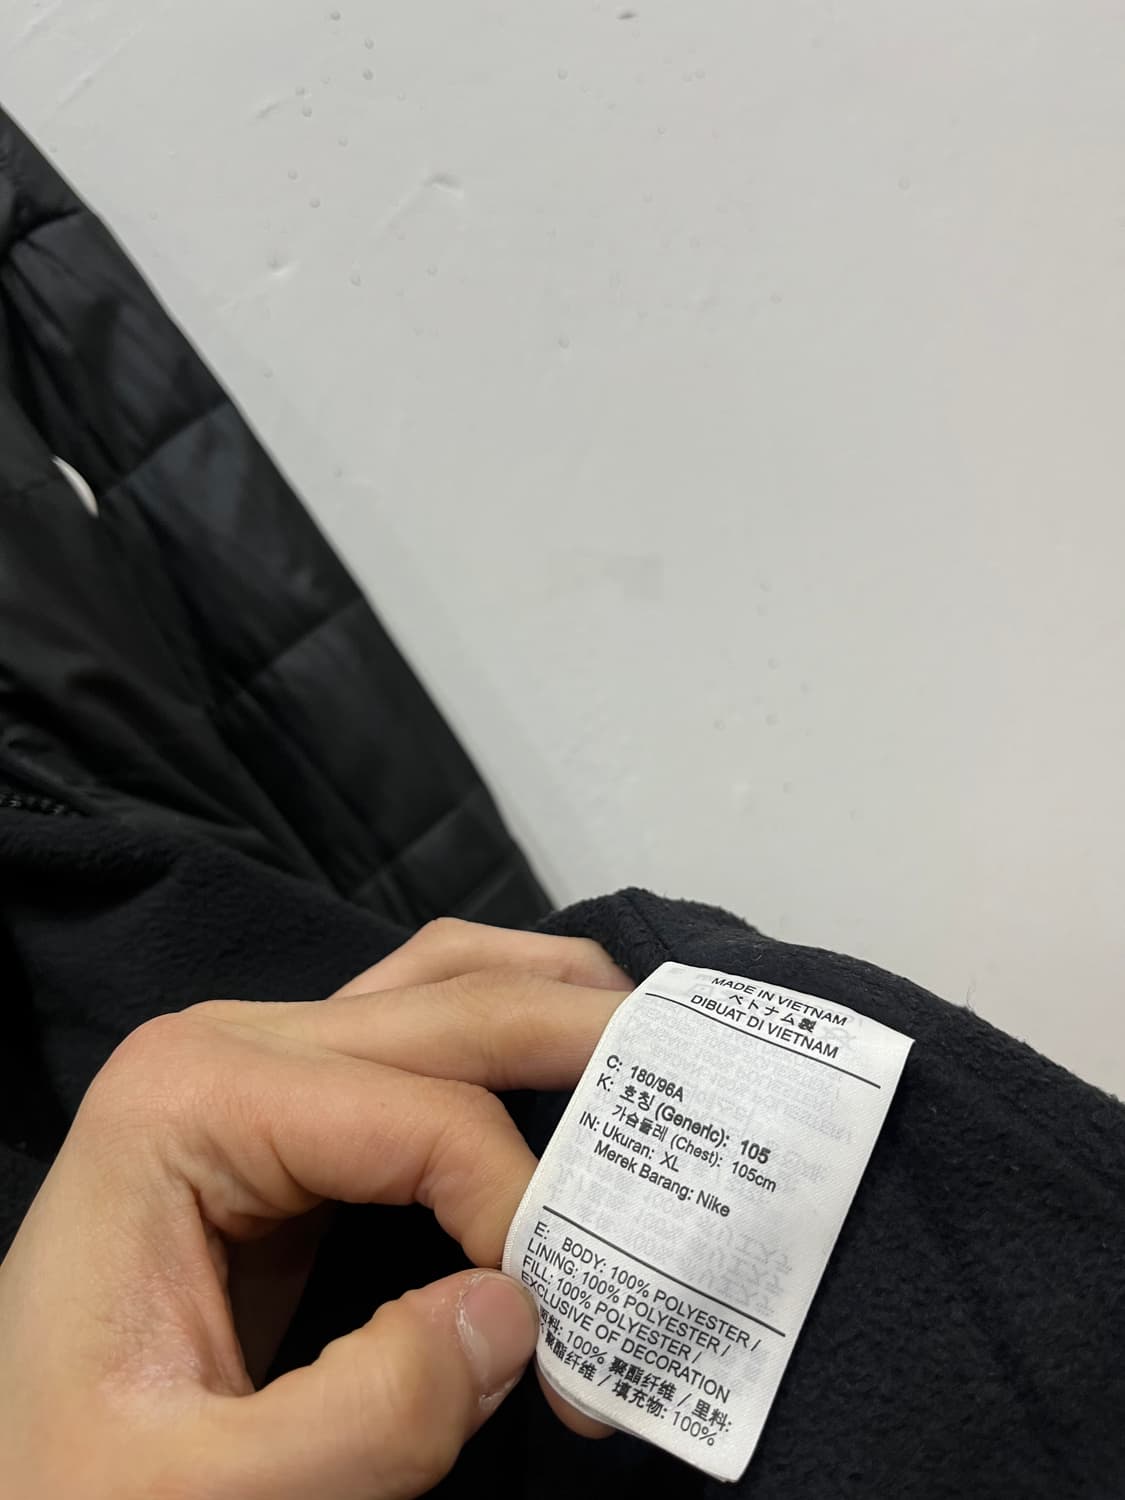 MADE IN VIETNAM
ベトナム製
DIBUAT DI VIETNAM
C: 180/96A
K: 호칭 (Generic): 105
가슴둘레 (Chest): 105cm
IN: Ukuran: XL
Merek Barang: Nike
E: BODY: 100% POLYESTER /
LINING: 100% POLYESTER /
FILL: 100% POLYESTER /
EXCLUSIVE OF DECORATION
料: 100% 聚酯纤维 / 里料:
聚酯纤维 / 填充物: 100%